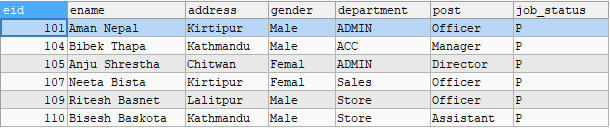 eid ename address gender department post job_status
101 Aman Nepal Kirtipur Male ADMIN Officer P
104 Bibek Thapa Kathmandu Male ACC Manager P
105 Anju Shrestha Chitwan Femal ADMIN Director P
107 Neeta Bista Kirtipur Femal Sales Officer P
109 Ritesh Basnet Lalitpur Male Store Officer P
110 Bisesh Baskota Kathmandu Male Store Assistant P